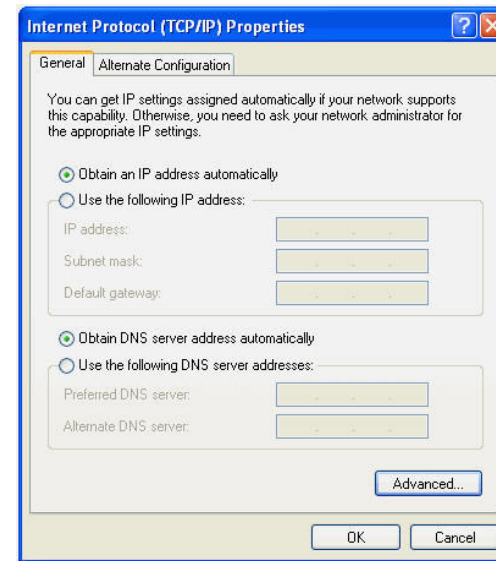 Internet Protocol (TCP/IP) Properties
General
Alternate Configuration
You can get IP settings assigned automatically if your network supports
this capability. Otherwise, you need to ask your network administrator for
the appropriate IP settings.
Obtain an IP address automatically
Use the following IP address:
IP address:
Subnet mask:
Default gateway:
Obtain DNS server address automatically
Use the following DNS server addresses:
Preferred DNS server:
Alternate DNS server:
Advanced...
OK
Cancel